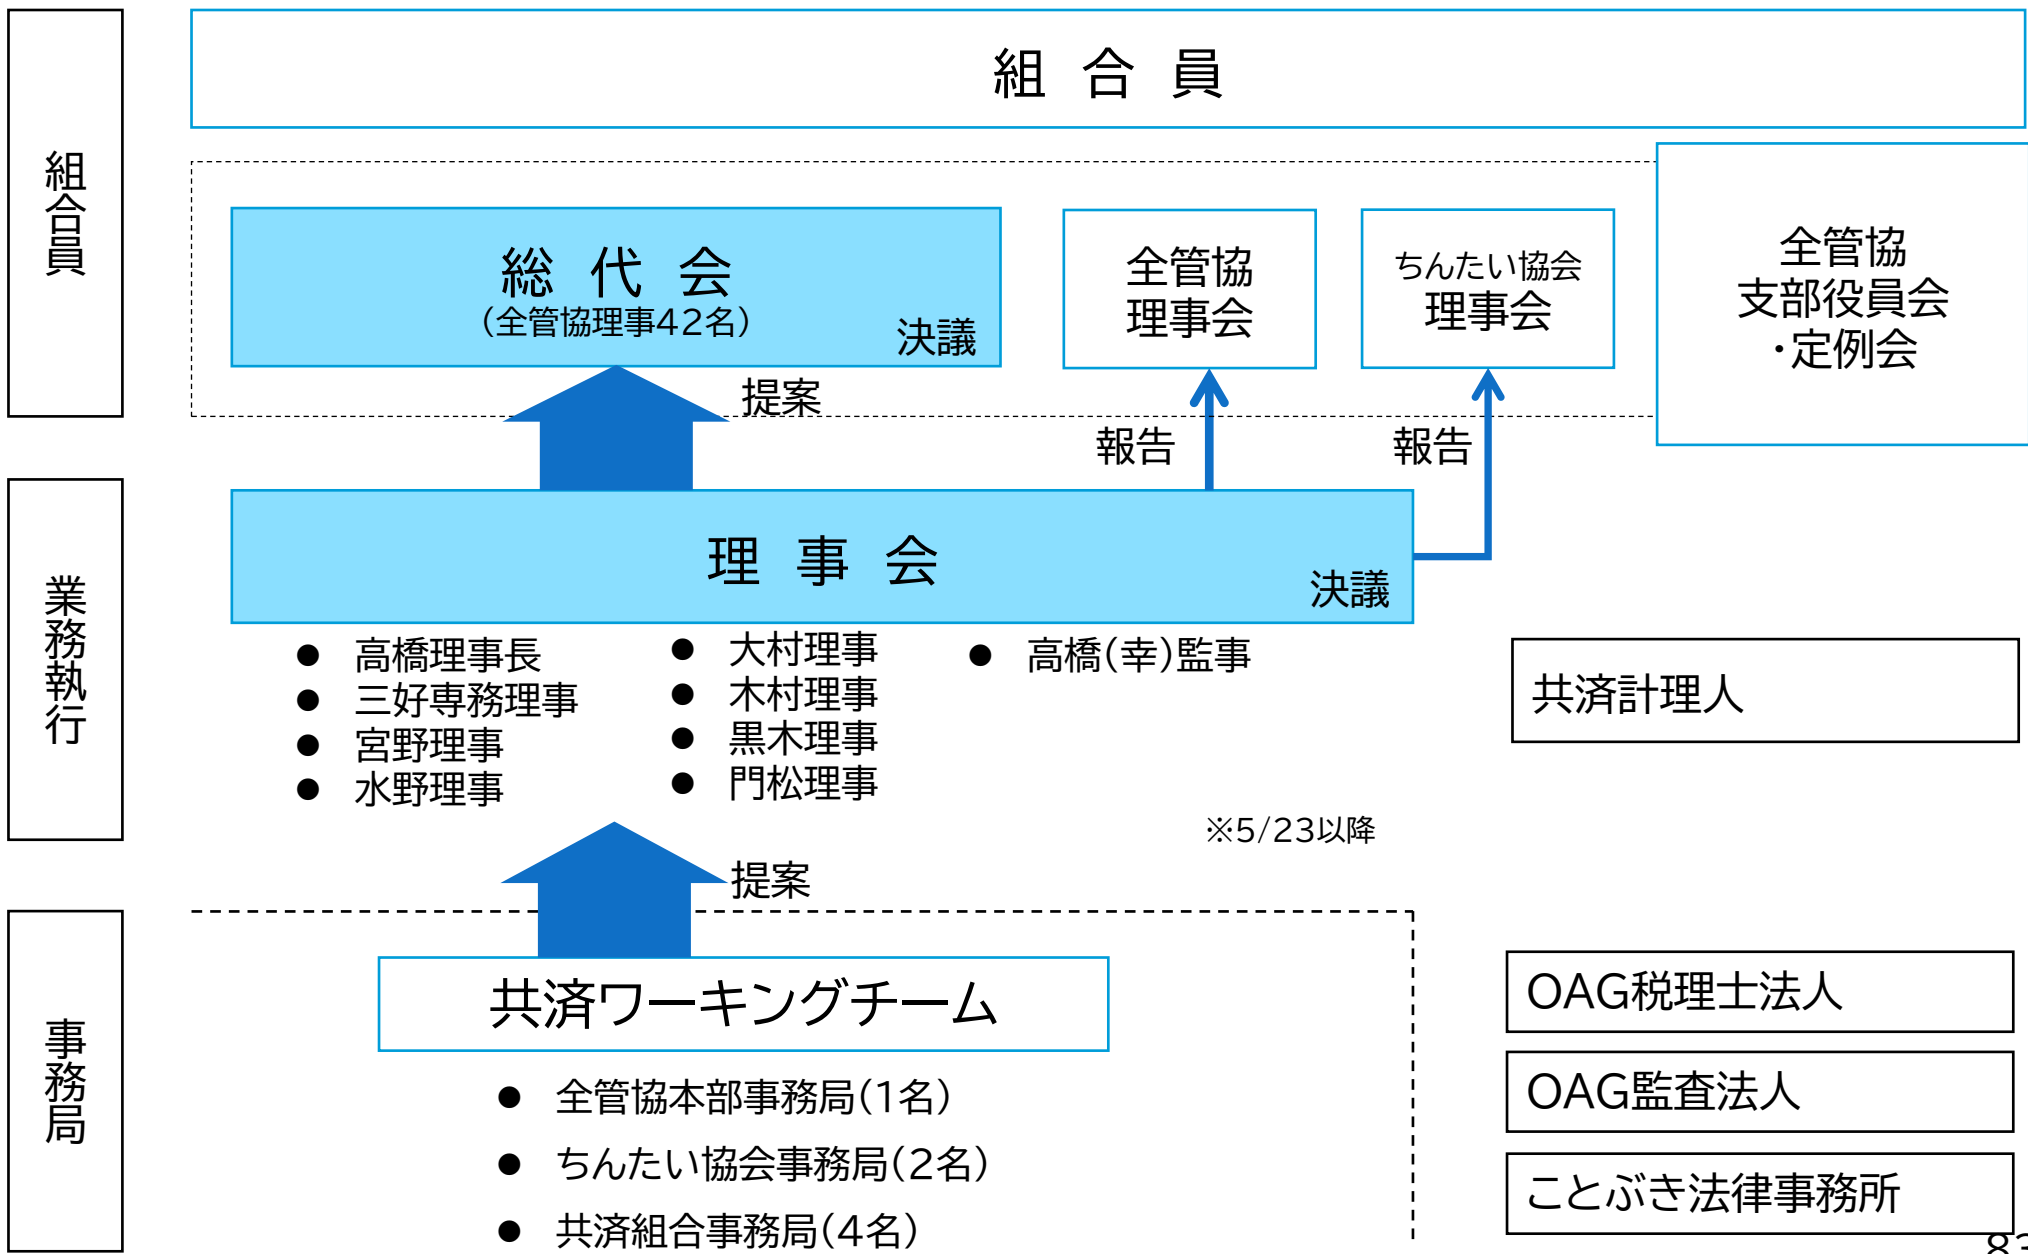 組合員
組 合 員
総 代 会
（全管協理事42名）
決議
全管協
理事会
ちんたい協会
理事会
全管協
支部役員会
・定例会
提案
報告
報告
業務執行
理 事 会
決議
● 高橋理事長
● 三好専務理事
● 宮野理事
● 水野理事
● 大村理事
● 木村理事
● 黒木理事
● 門松理事
● 高橋（幸）監事
共済計理人
※5/23以降
提案
事務局
共済ワーキングチーム
● 全管協本部事務局（1名）
● ちんたい協会事務局（2名）
● 共済組合事務局（4名）
OAG税理士法人
OAG監査法人
ことぶき法律事務所